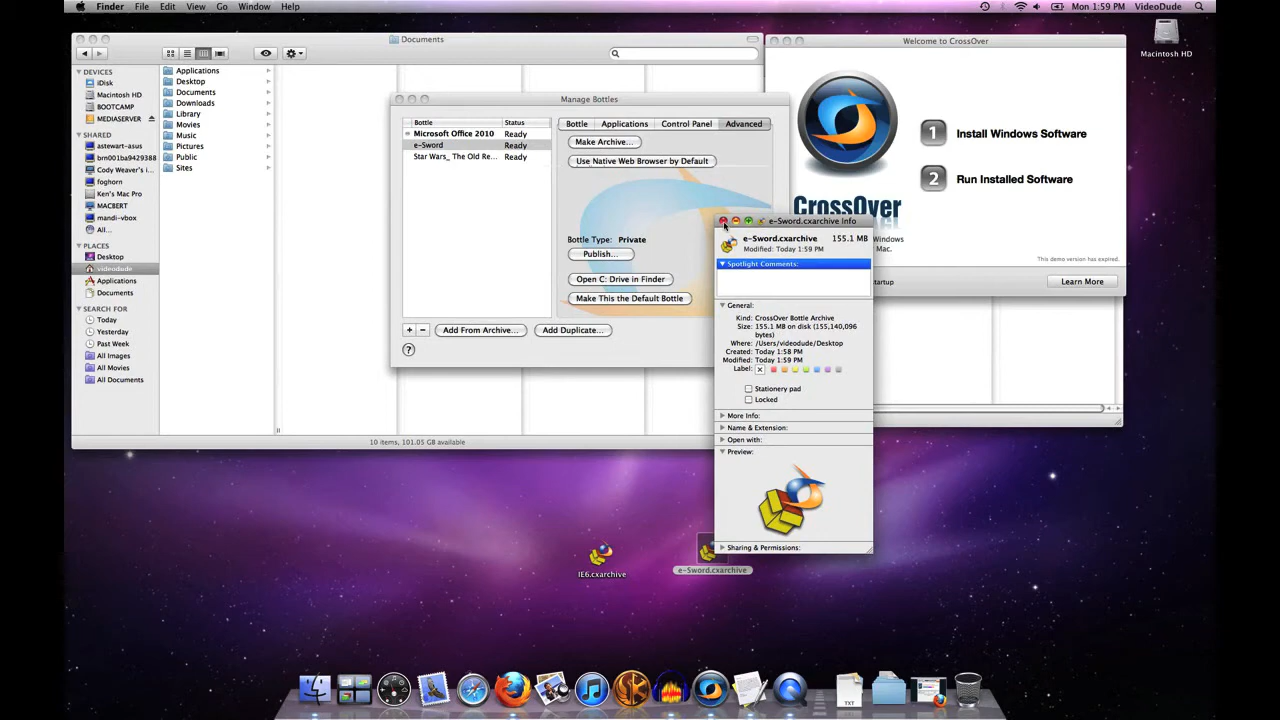 Finder File Edit View Go Window Help
Mon 1:59 PM VideoDude
Documents
DEVICES
iDisk
Macintosh HD
BOOTCAMP
MEDIASERVER
SHARED
astewart-asus
brn001ba9429388
Cody Weaver's i...
foghorn
Ken's Mac Pro
MACBERT
mandi-vbox
All...
PLACES
Desktop
videodude
Applications
Documents
SEARCH FOR
Today
Yesterday
Past Week
All Images
All Movies
All Documents
Applications
Desktop
Documents
Downloads
Library
Movies
Music
Pictures
Public
Sites
10 items, 101.05 GB available
Manage Bottles
Bottle Status
Microsoft Office 2010 Ready
e-Sword Ready
Star Wars_ The Old Re... Ready
Bottle Applications Control Panel Advanced
Make Archive...
Use Native Web Browser by Default
Bottle Type: Private
Publish...
Open C: Drive in Finder
Make This the Default Bottle
+ − Add From Archive... Add Duplicate...
?
Welcome to CrossOver
1 Install Windows Software
2 Run Installed Software
CrossOver
Windows
Mac.
This demo version has expired.
startup
Learn More
Macintosh HD
e-Sword.cxarchive Info
e-Sword.cxarchive 155.1 MB
Modified: Today 1:59 PM
Spotlight Comments:
General:
Kind: CrossOver Bottle Archive
Size: 155.1 MB on disk (155,140,096
bytes)
Where: /Users/videodude/Desktop
Created: Today 1:58 PM
Modified: Today 1:59 PM
Label:
Stationery pad
Locked
More Info:
Name & Extension:
Open with:
Preview:
Sharing & Permissions:
IE6.cxarchive
e-Sword.cxarchive
TXT